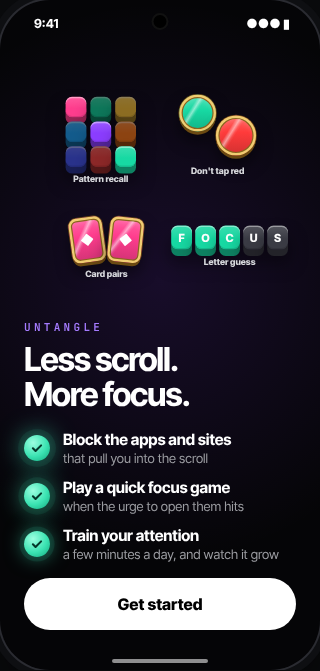 9:41
Pattern recall
Don't tap red
Card pairs
F O C U S
Letter guess
UNTANGLE
Less scroll.
More focus.
Block the apps and sites
that pull you into the scroll
Play a quick focus game
when the urge to open them hits
Train your attention
a few minutes a day, and watch it grow
Get started